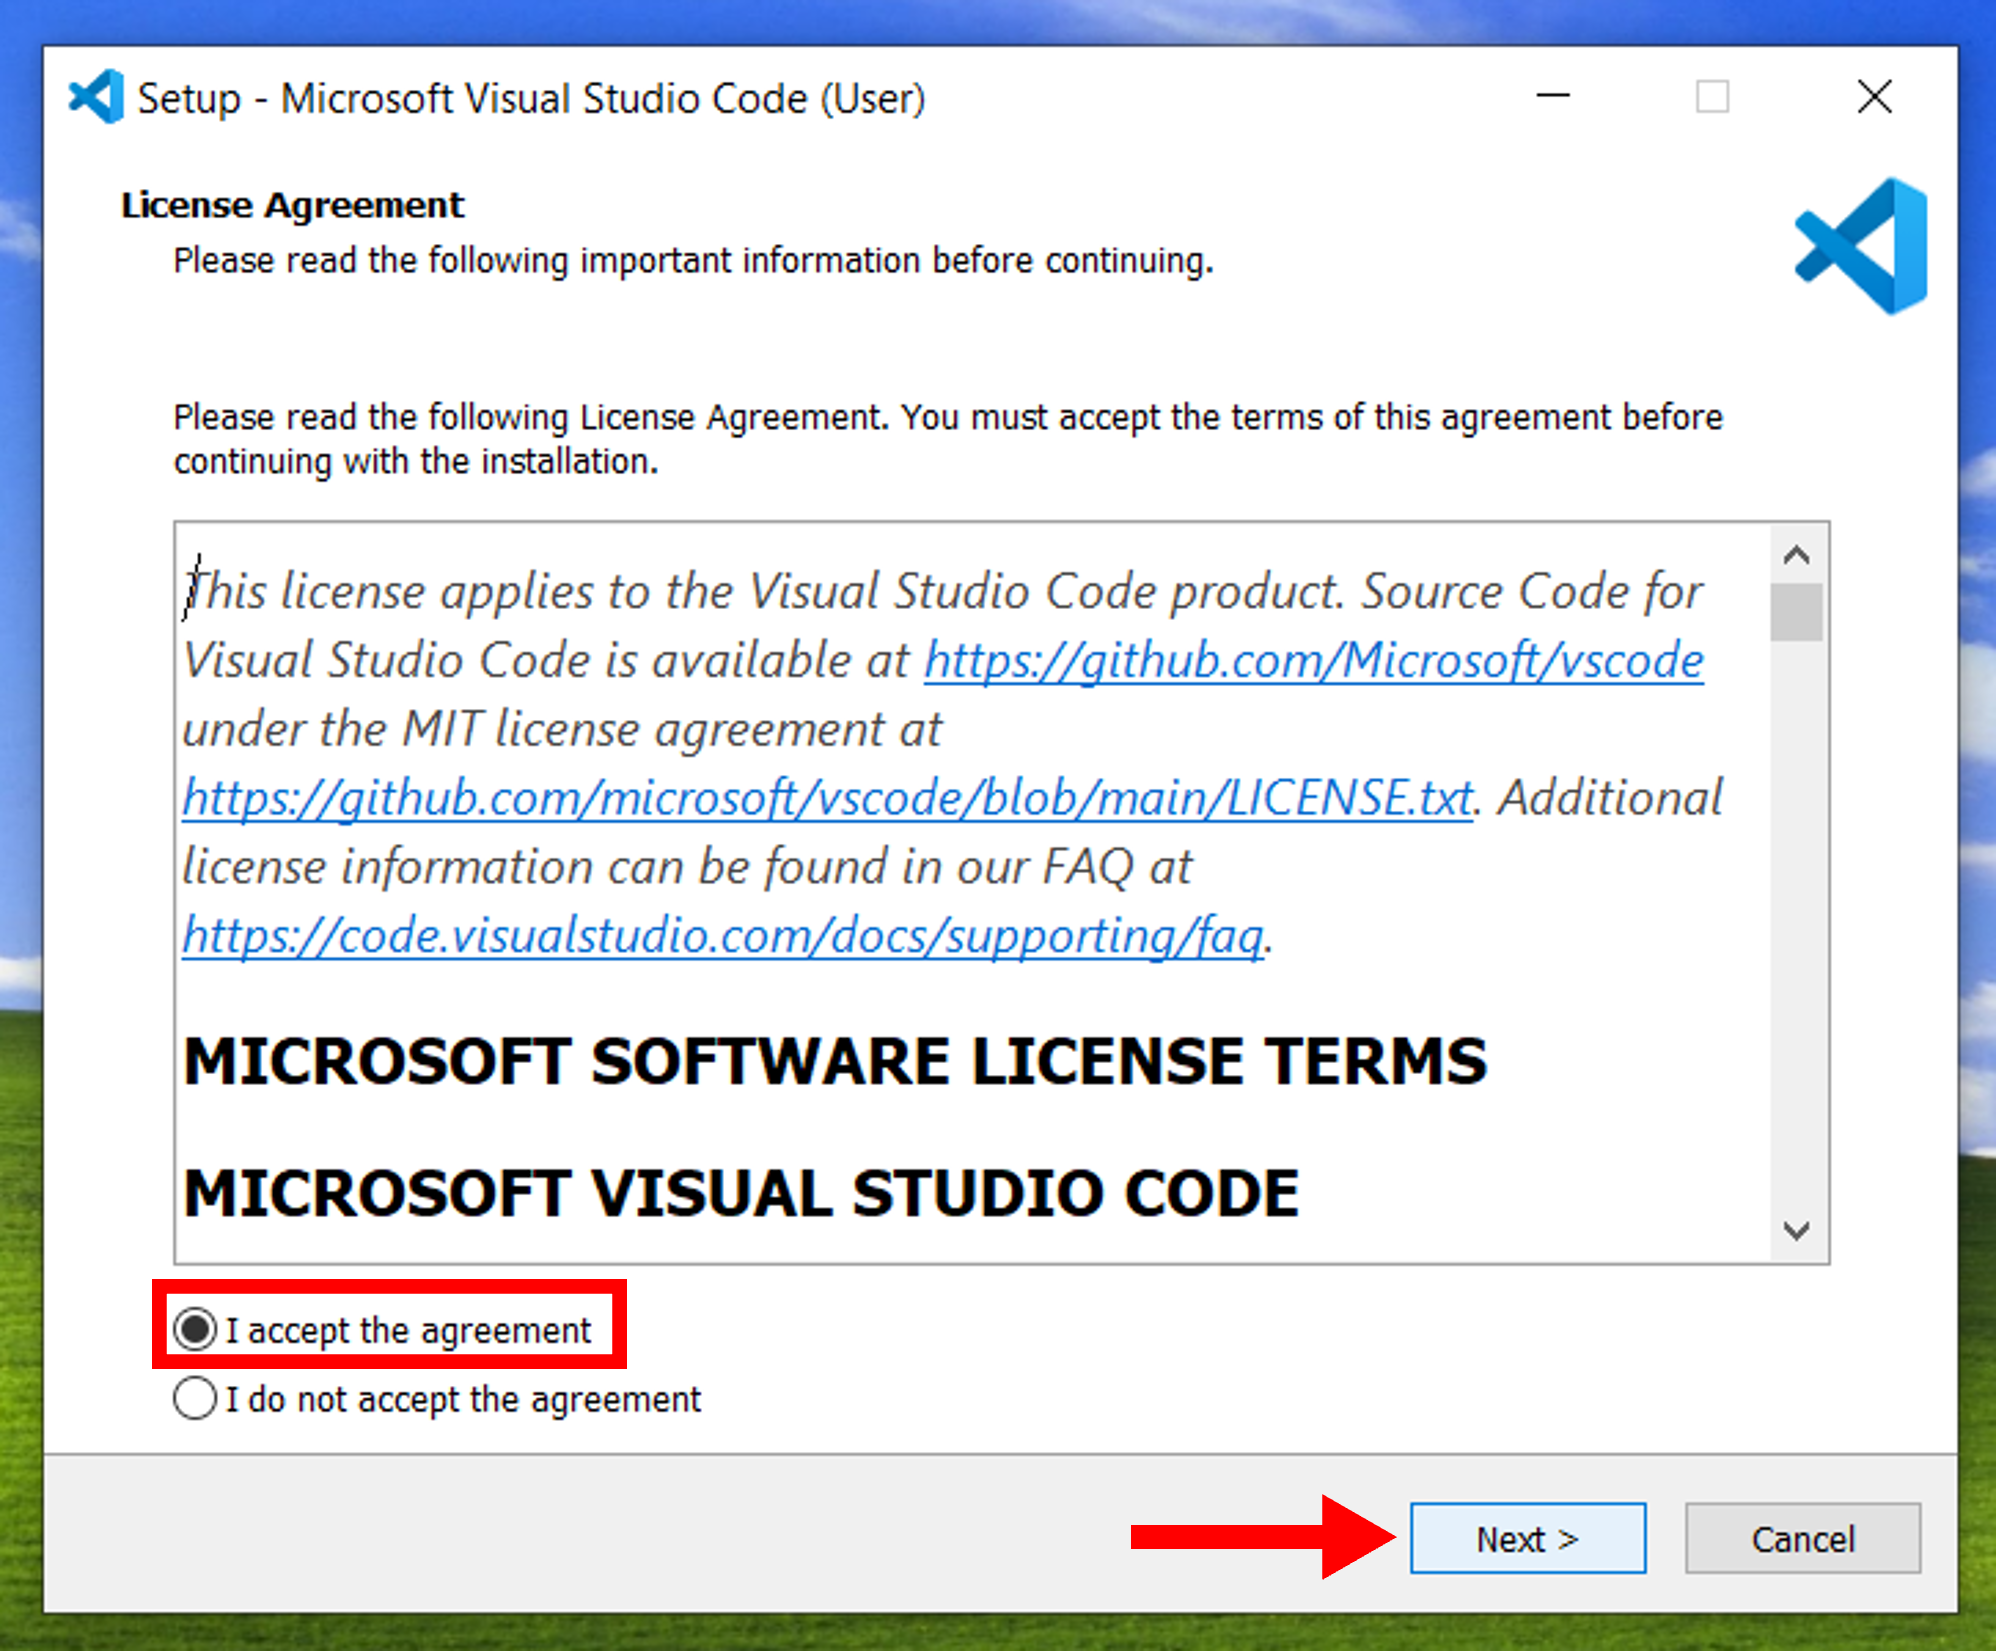 Setup - Microsoft Visual Studio Code (User)
License Agreement
Please read the following important information before continuing.
Please read the following License Agreement. You must accept the terms of this agreement before
continuing with the installation.
This license applies to the Visual Studio Code product. Source Code for
Visual Studio Code is available at https://github.com/Microsoft/vscode
under the MIT license agreement at
https://github.com/microsoft/vscode/blob/main/LICENSE.txt. Additional
license information can be found in our FAQ at
https://code.visualstudio.com/docs/supporting/faq.
MICROSOFT SOFTWARE LICENSE TERMS
MICROSOFT VISUAL STUDIO CODE
I accept the agreement
I do not accept the agreement
Next >
Cancel